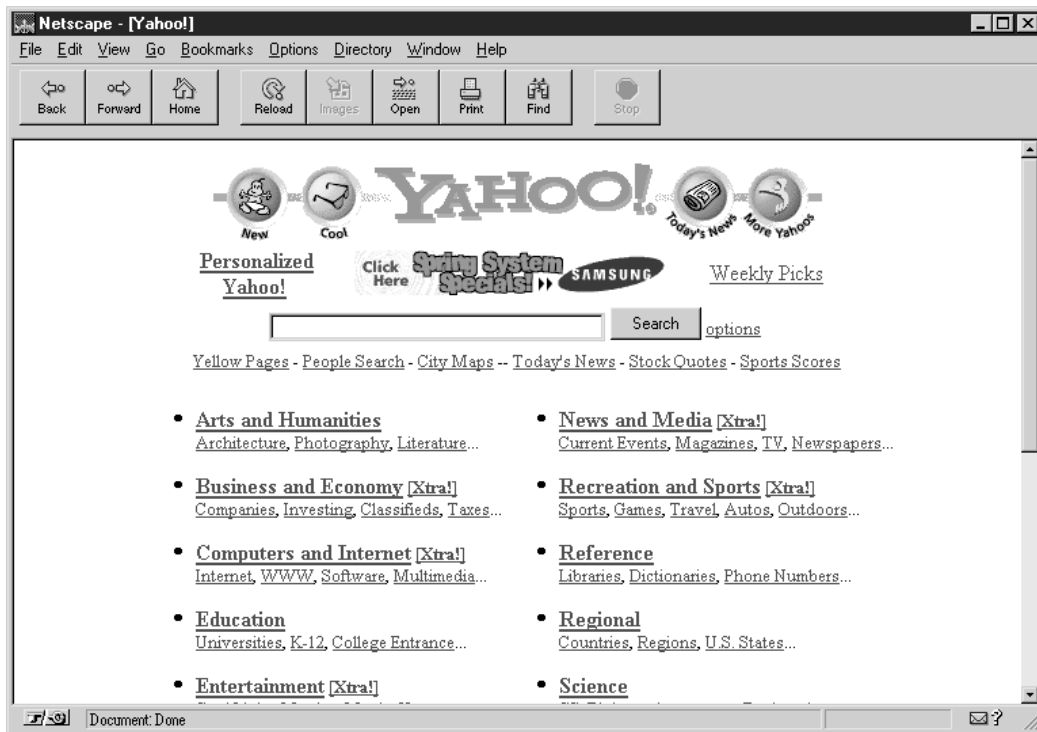 Netscape - [Yahoo!]
File Edit View Go Bookmarks Options Directory Window Help
Back Forward Home Reload Images Open Print Find Stop
New Cool YAHOO! Today's News More Yahoos
Personalized Yahoo!
Click Here Spring System Specials! SAMSUNG
Weekly Picks
Search options
Yellow Pages - People Search - City Maps -- Today's News - Stock Quotes - Sports Scores
• Arts and Humanities
Architecture, Photography, Literature...
• Business and Economy [Xtra!]
Companies, Investing, Classifieds, Taxes...
• Computers and Internet [Xtra!]
Internet, WWW, Software, Multimedia...
• Education
Universities, K-12, College Entrance...
• Entertainment [Xtra!]
• News and Media [Xtra!]
Current Events, Magazines, TV, Newspapers...
• Recreation and Sports [Xtra!]
Sports, Games, Travel, Autos, Outdoors...
• Reference
Libraries, Dictionaries, Phone Numbers...
• Regional
Countries, Regions, U.S. States...
• Science
Document: Done